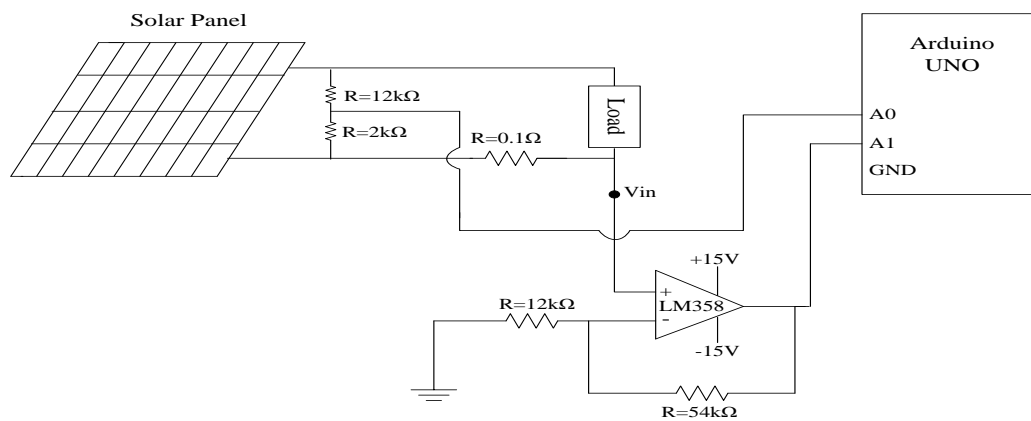 Solar Panel
R=12kΩ
R=2kΩ
R=0.1Ω
Load
Vin
Arduino
UNO
A0
A1
GND
+15V
+
LM358
-
-15V
R=12kΩ
R=54kΩ